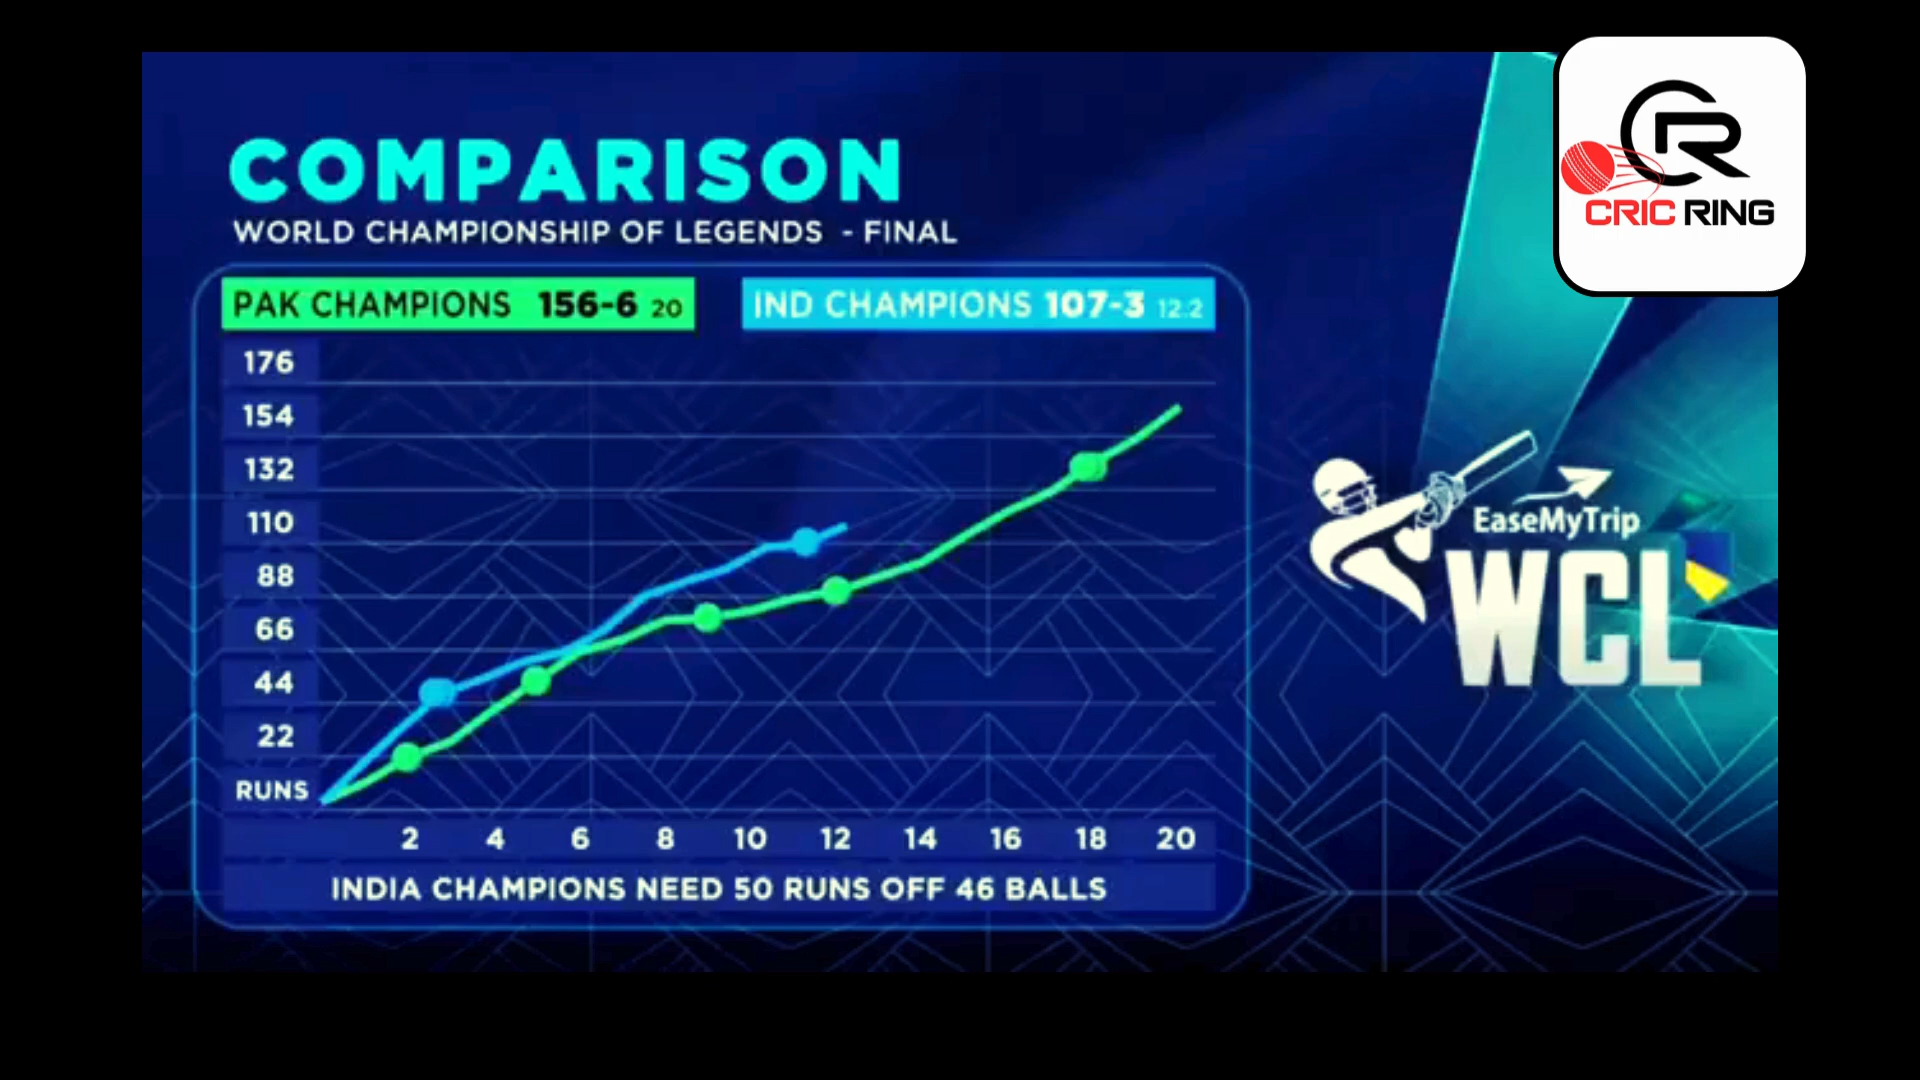 CRIC RING
COMPARISON
WORLD CHAMPIONSHIP OF LEGENDS - FINAL
PAK CHAMPIONS 156-6 20 IND CHAMPIONS 107-3 12.2
176
154
132
110
88
66
44
22
RUNS
2 4 6 8 10 12 14 16 18 20
INDIA CHAMPIONS NEED 50 RUNS OFF 46 BALLS
EaseMyTrip
WCL